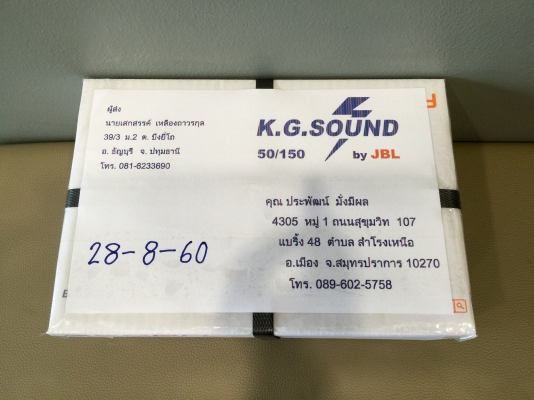 ผู้ส่ง
นายเสกสรรค์ เหลืองถาวรกุล
39/3 ม.2 ต. บึงยี่โถ
อ. ธัญบุรี จ. ปทุมธานี
โทร. 081-6233690
K.G.SOUND
50/150 by JBL
คุณ ประพัฒน์ มั่งมีผล
4305 หมู่ 1 ถนนสุขุมวิท 107
แบริ่ง 48 ตำบล สำโรงเหนือ
อ.เมือง จ.สมุทรปราการ 10270
โทร. 089-602-5758
28-8-60